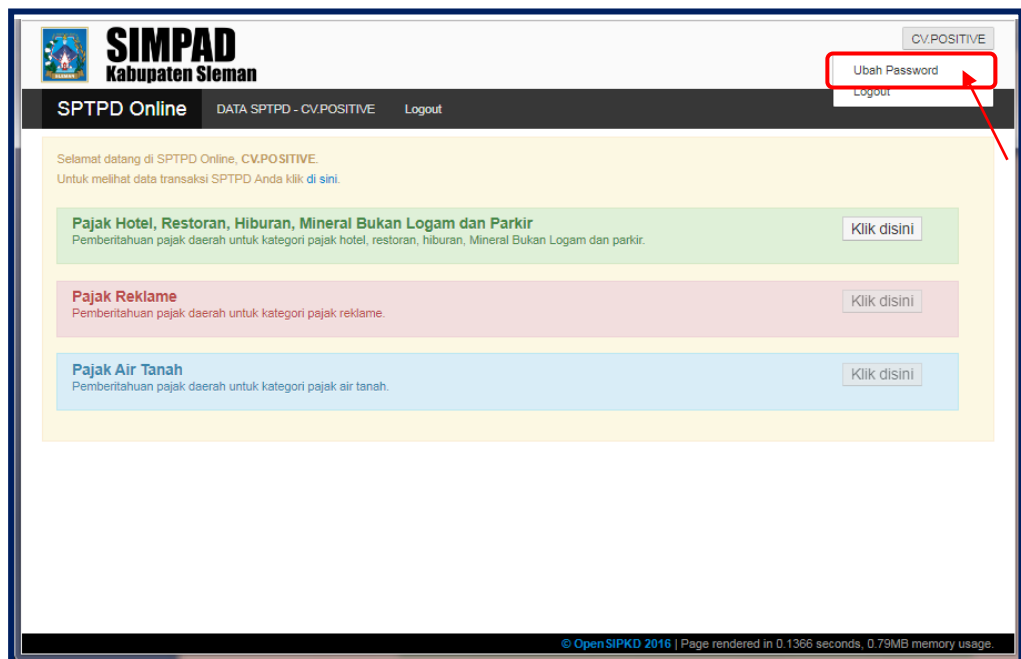 SIMPAD
Kabupaten Sleman
CV.POSITIVE
Ubah Password
Logout
SPTPD Online DATA SPTPD - CV.POSITIVE Logout
Selamat datang di SPTPD Online, CV.POSITIVE.
Untuk melihat data transaksi SPTPD Anda klik di sini.
Pajak Hotel, Restoran, Hiburan, Mineral Bukan Logam dan Parkir
Pemberitahuan pajak daerah untuk kategori pajak hotel, restoran, hiburan, Mineral Bukan Logam dan parkir.
Klik disini
Pajak Reklame
Pemberitahuan pajak daerah untuk kategori pajak reklame.
Klik disini
Pajak Air Tanah
Pemberitahuan pajak daerah untuk kategori pajak air tanah.
Klik disini
© OpenSIPKD 2016 | Page rendered in 0.1366 seconds, 0.79MB memory usage.